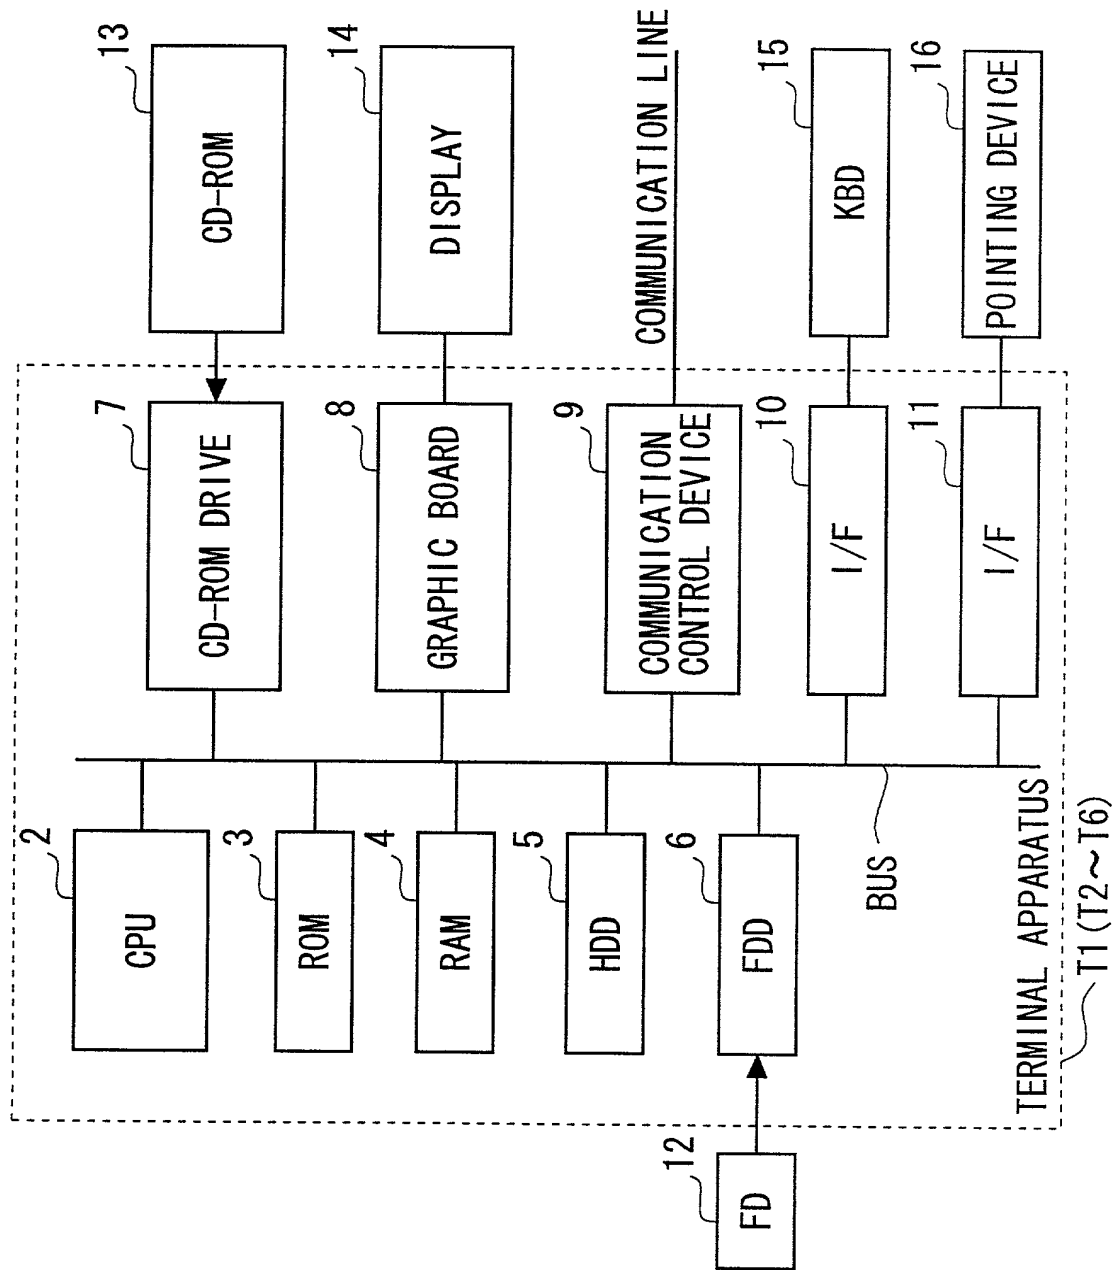 13
CD-ROM
14
DISPLAY
COMMUNICATION LINE
15
KBD
16
POINTING DEVICE
7
CD-ROM DRIVE
8
GRAPHIC BOARD
9
COMMUNICATION
CONTROL DEVICE
10
I/F
11
I/F
2
CPU
3
ROM
4
RAM
5
HDD
6
FDD
BUS
TERMINAL APPARATUS
T1(T2~T6)
12
FD